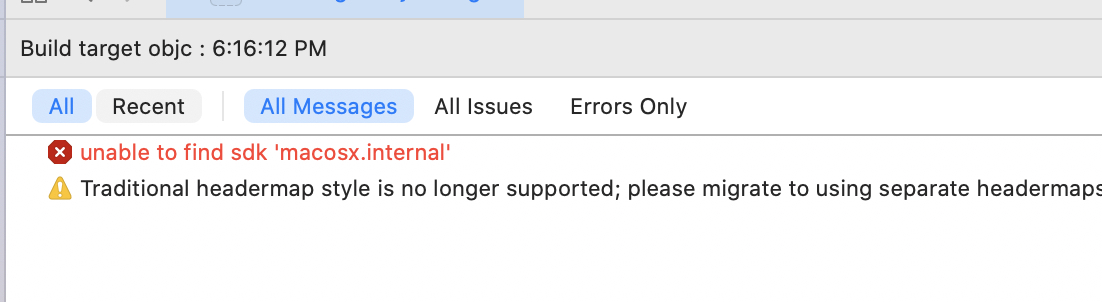 Build target objc : 6:16:12 PM
All Recent All Messages All Issues Errors Only
unable to find sdk 'macosx.internal'
Traditional headermap style is no longer supported; please migrate to using separate headermaps